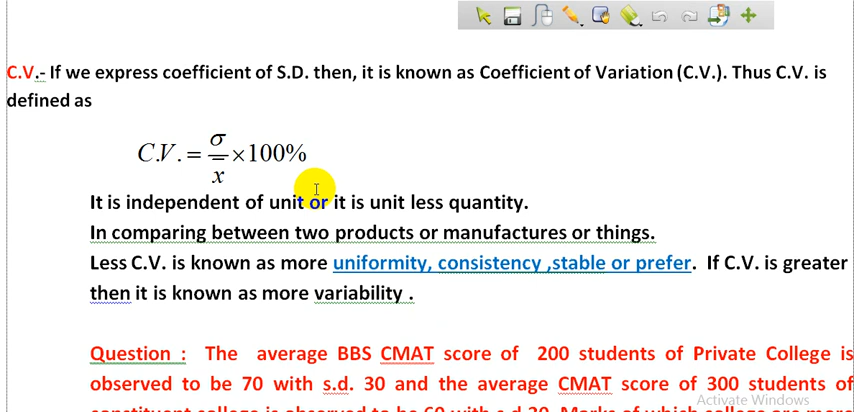 C.V.- If we express coefficient of S.D. then, it is known as Coefficient of Variation (C.V.). Thus C.V. is
defined as
C.V. = σ/x̄ × 100%
It is independent of unit or it is unit less quantity.
In comparing between two products or manufactures or things.
Less C.V. is known as more uniformity, consistency ,stable or prefer. If C.V. is greater
then it is known as more variability .
Question : The average BBS CMAT score of 200 students of Private College is
observed to be 70 with s.d. 30 and the average CMAT score of 300 students of
Activate Windows